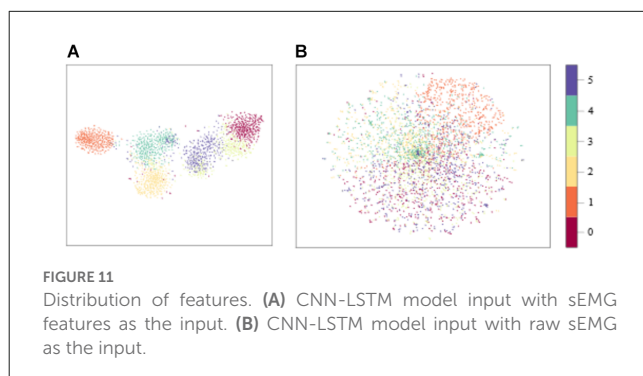 A
B
5
4
3
2
1
0
FIGURE 11
Distribution of features. (A) CNN-LSTM model input with sEMG
features as the input. (B) CNN-LSTM model input with raw sEMG
as the input.